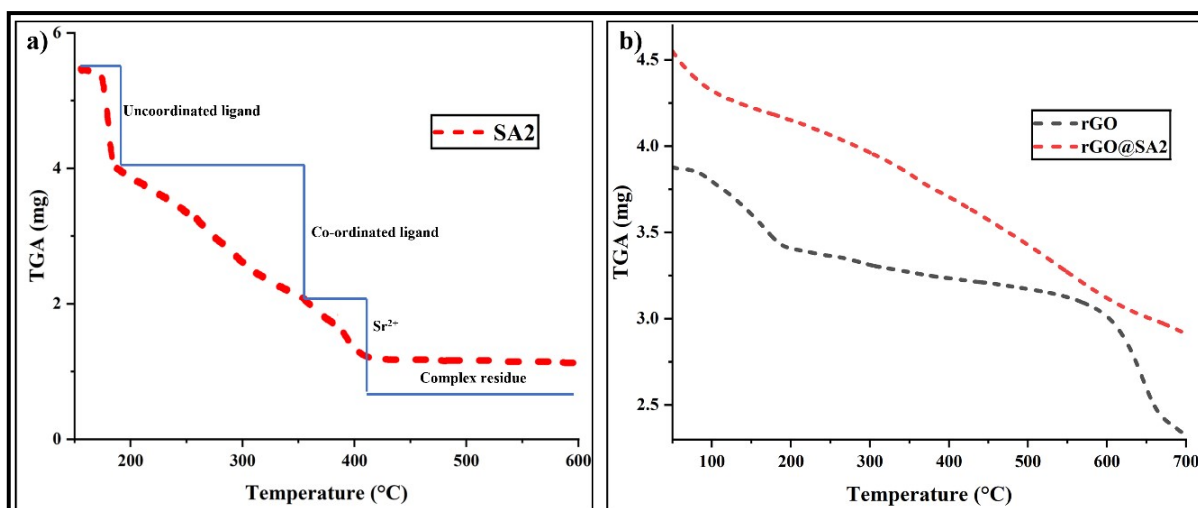 a)
6
4
2
0
TGA (mg)
Uncoordinated ligand
SA2
Co-ordinated ligand
Sr²⁺
Complex residue
200 300 400 500 600
Temperature (°C)
b)
4.5
4.0
3.5
3.0
2.5
TGA (mg)
rGO
rGO@SA2
100 200 300 400 500 600 700
Temperature (°C)